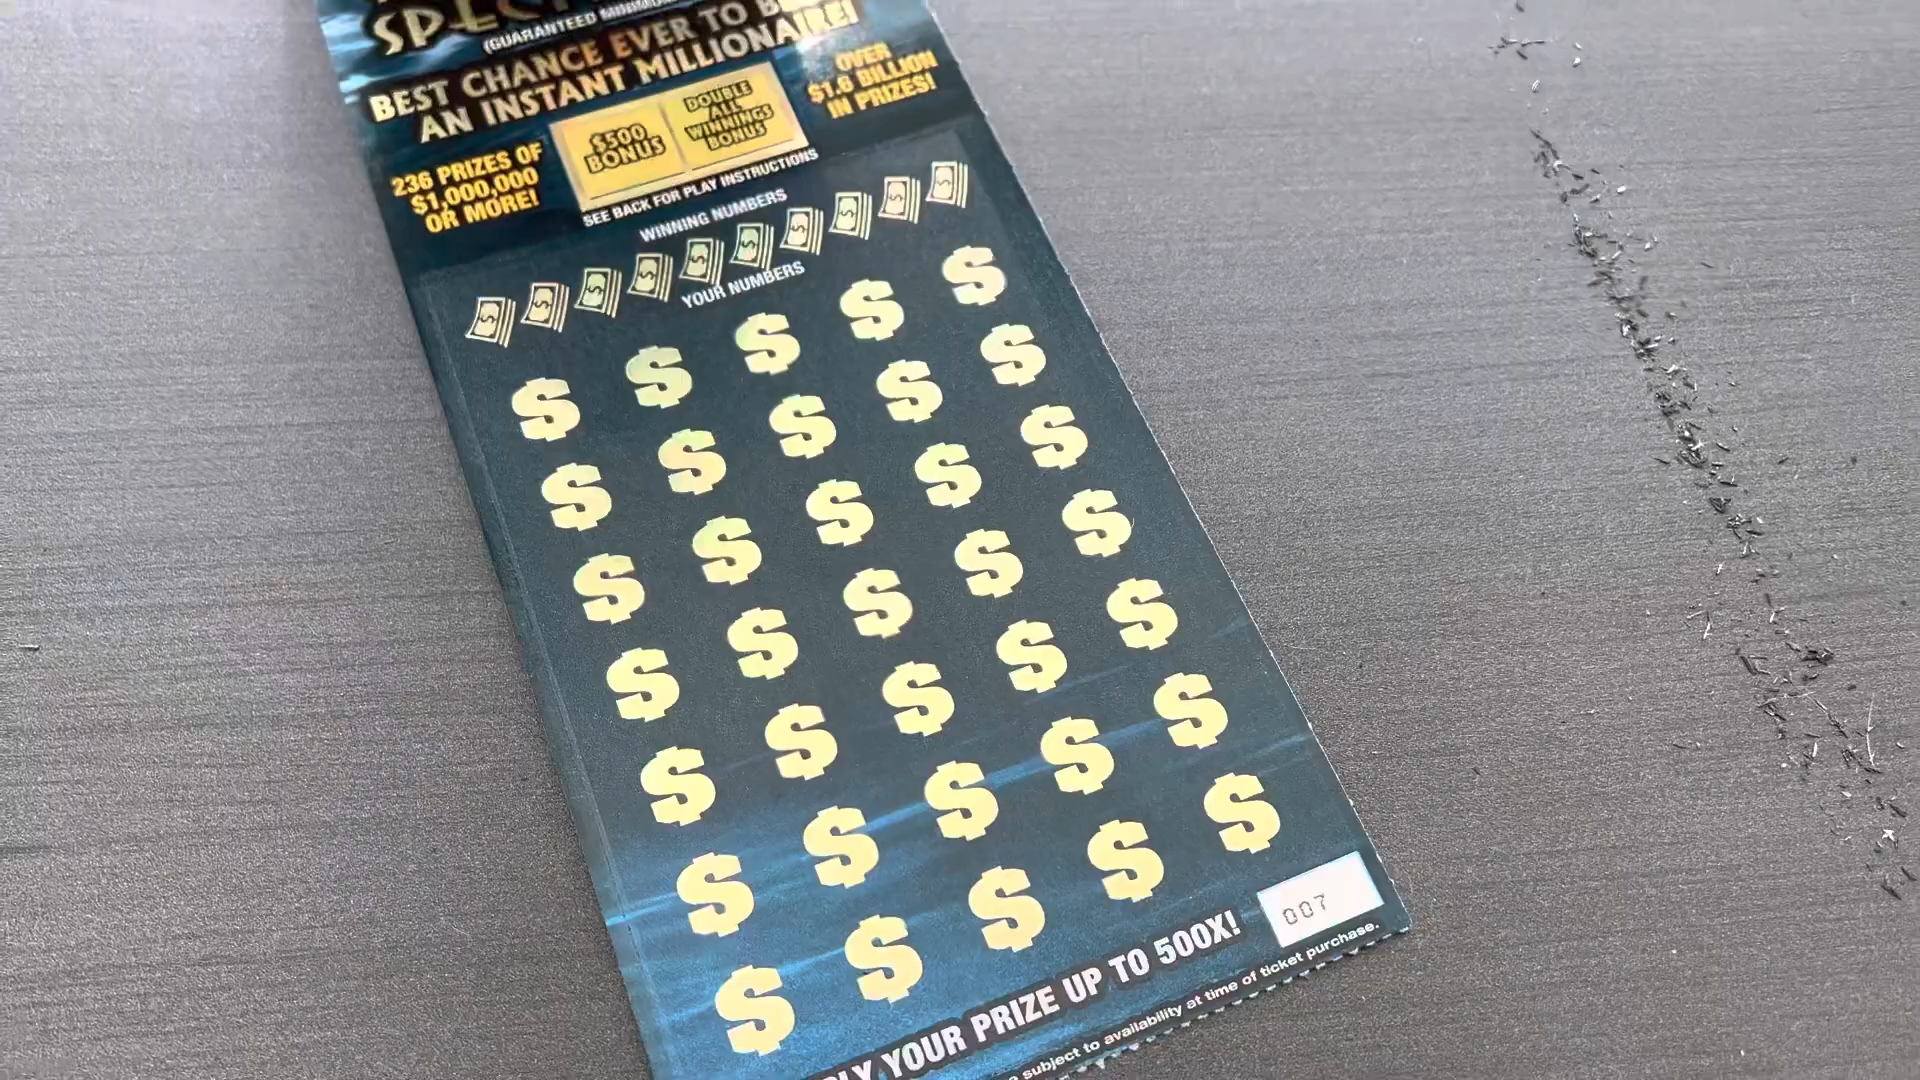 (GUARANTEED
BEST CHANCE EVER TO
AN INSTANT MILLIONAIRE!
OVER
$1.6 BILLION
IN PRIZES!
236 PRIZES OF
$1,000,000
OR MORE!
$500
BONUS
DOUBLE
ALL
WINNINGS
BONUS
SEE BACK FOR PLAY INSTRUCTIONS
WINNING NUMBERS
YOUR NUMBERS
YOUR PRIZE UP TO 500X!
007
subject to availability at time of ticket purchase.